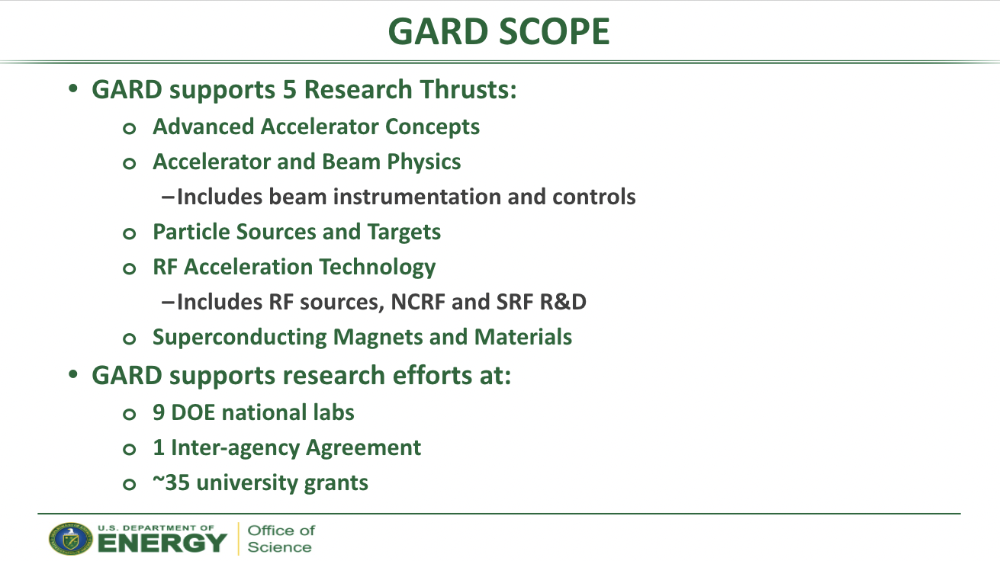 GARD SCOPE
• GARD supports 5 Research Thrusts:
o Advanced Accelerator Concepts
o Accelerator and Beam Physics
–Includes beam instrumentation and controls
o Particle Sources and Targets
o RF Acceleration Technology
–Includes RF sources, NCRF and SRF R&D
o Superconducting Magnets and Materials
• GARD supports research efforts at:
o 9 DOE national labs
o 1 Inter-agency Agreement
o ~35 university grants
U.S. DEPARTMENT OF
ENERGY
Office of
Science